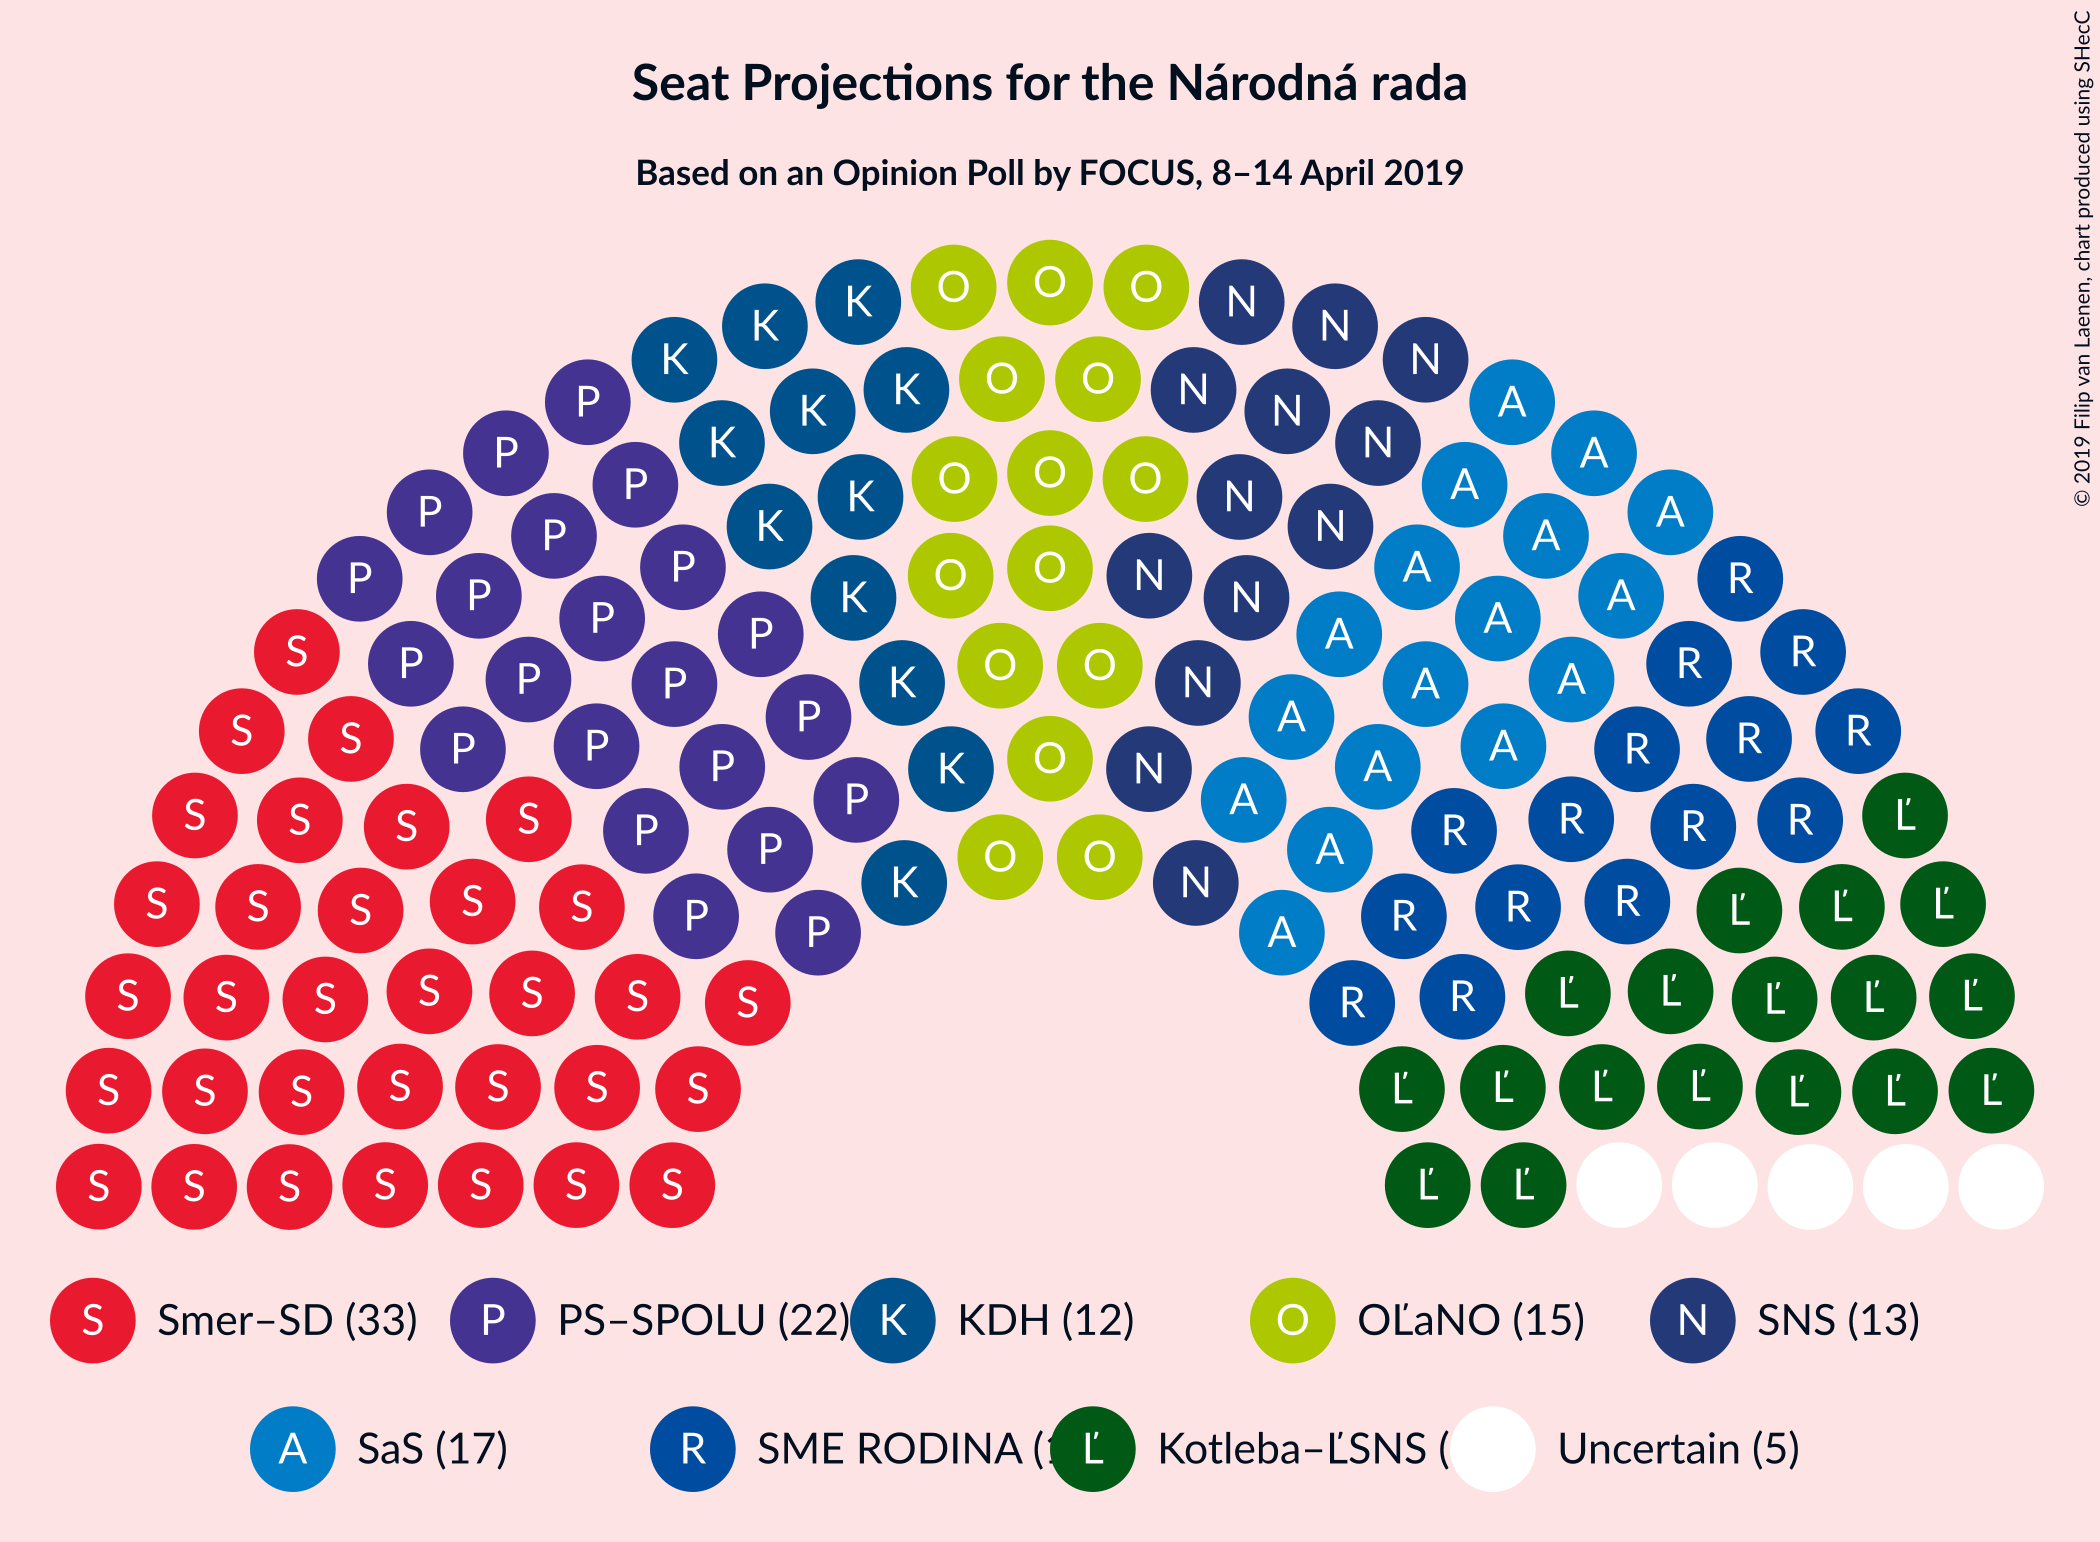 Seat Projections for the Národná rada
Based on an Opinion Poll by FOCUS, 8–14 April 2019
© 2019 Filip van Laenen, chart produced using SHecC
O O O
K N
K N
K N
P A
O O
K N
P A
K N
K N
O O O
P A
P A
K N
K N
P A
P A
O O
P R
K N
P A
P A
P A
P A
S R
O O
P R
K N
P A
P A
P A
S R
S R
P R
P A
O
P A
K N
P A
S R
S R
S R
P R
S Ľ
P A
O O
K N
S R
S R
S Ľ
S Ľ
S Ľ
P R
P A
S R
S Ľ
S Ľ
S Ľ
S Ľ
S Ľ
S R
S R
S S S S S S S Ľ Ľ Ľ Ľ Ľ Ľ Ľ
S S S S S S S Ľ Ľ
S Smer–SD (33) P PS–SPOLU (22) K KDH (12) O OĽaNO (15) N SNS (13)
A SaS (17) R SME RODINA ( Ľ Kotleba–ĽSNS ( Uncertain (5)